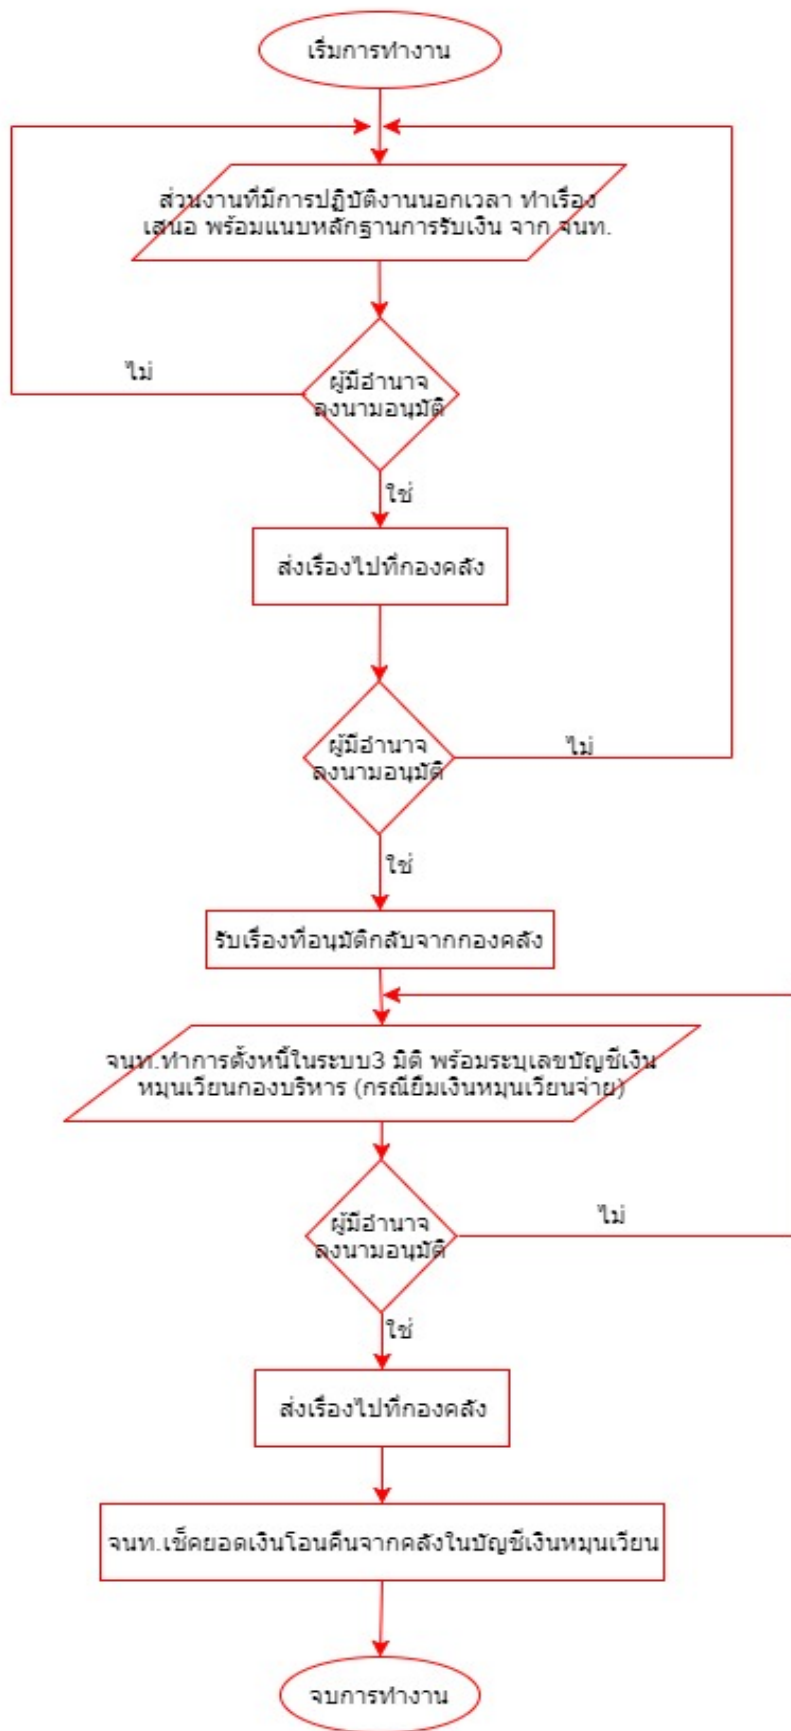 เริ่มการทำงาน
ส่วนงานที่มีการปฏิบัติงานนอกเวลา ทำเรื่อง
เสนอ พร้อมแนบหลักฐานการรับเงิน จาก จนท.
ไม่
ผู้มีอำนาจ
ลงนามอนุมัติ
ใช่
ส่งเรื่องไปที่กองคลัง
ผู้มีอำนาจ
ลงนามอนุมัติ
ไม่
ใช่
รับเรื่องที่อนุมัติกลับจากกองคลัง
จนท.ทำการตั้งหนี้ในระบบ3 มิติ พร้อมระบุเลขบัญชีเงิน
หมุนเวียนกองบริหาร (กรณียืมเงินหมุนเวียนจ่าย)
ผู้มีอำนาจ
ลงนามอนุมัติ
ไม่
ใช่
ส่งเรื่องไปที่กองคลัง
จนท.เช็คยอดเงินโอนคืนจากคลังในบัญชีเงินหมุนเวียน
จบการทำงาน